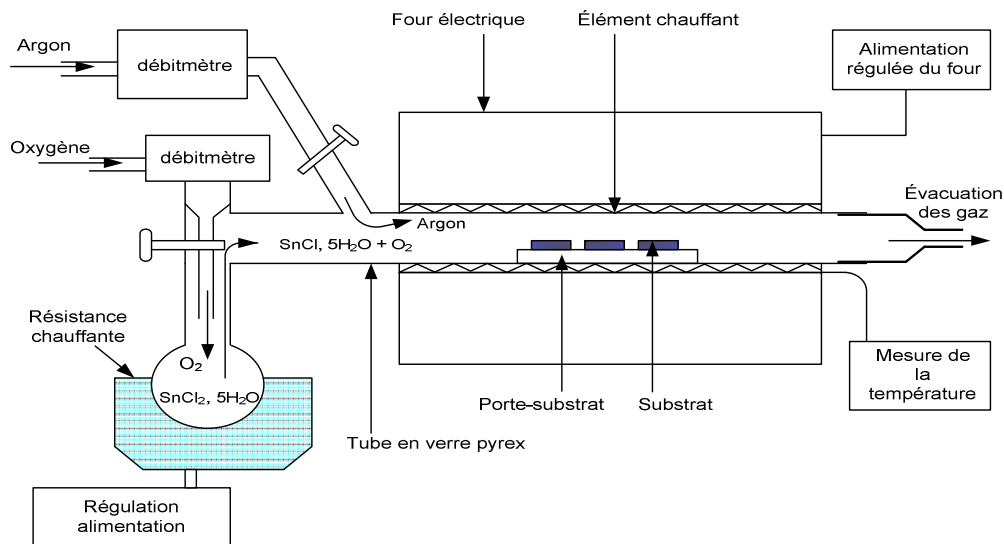 Four électrique
Élément chauffant
Argon
débitmètre
Alimentation
régulée du four
Oxygène
débitmètre
Évacuation
des gaz
Argon
SnCl, 5H₂O + O₂
Résistance
chauffante
O₂
SnCl₂, 5H₂O
Mesure de
la
température
Porte-substrat
Substrat
Tube en verre pyrex
Régulation
alimentation